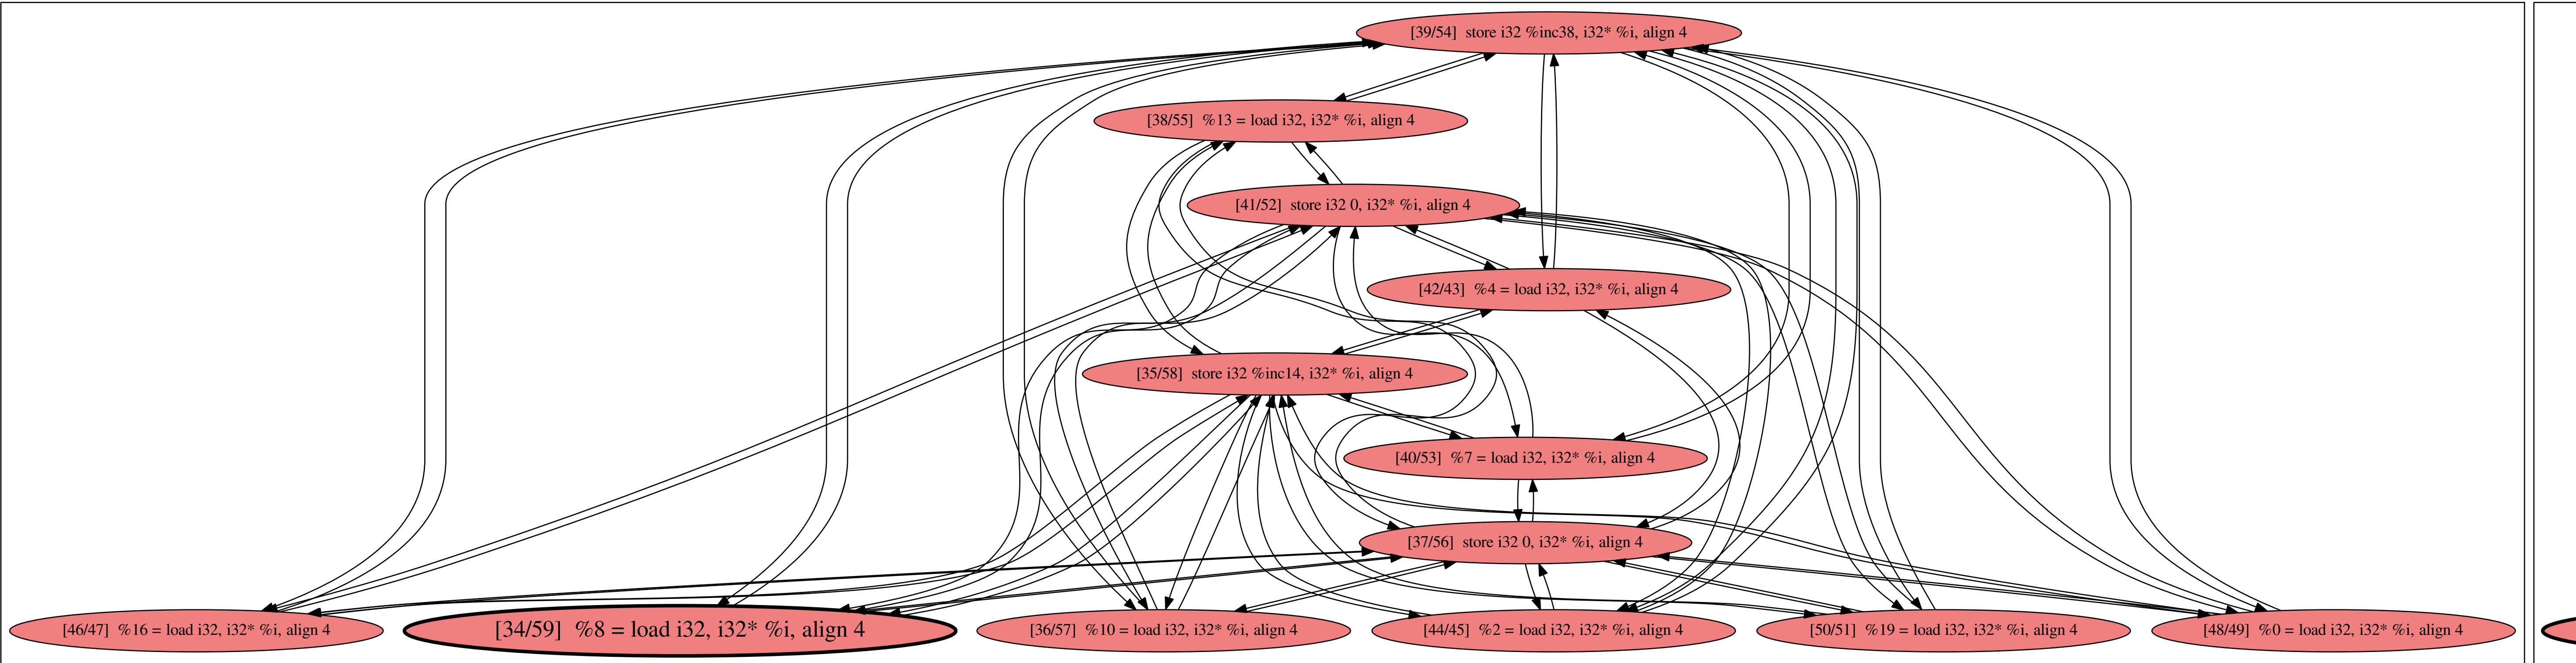 [39/54]  store i32 %inc38, i32* %i, align 4
[38/55]  %13 = load i32, i32* %i, align 4
[41/52]  store i32 0, i32* %i, align 4
[42/43]  %4 = load i32, i32* %i, align 4
[35/58]  store i32 %inc14, i32* %i, align 4
[40/53]  %7 = load i32, i32* %i, align 4
[37/56]  store i32 0, i32* %i, align 4
[46/47]  %16 = load i32, i32* %i, align 4
[34/59]  %8 = load i32, i32* %i, align 4
[36/57]  %10 = load i32, i32* %i, align 4
[44/45]  %2 = load i32, i32* %i, align 4
[50/51]  %19 = load i32, i32* %i, align 4
[48/49]  %0 = load i32, i32* %i, align 4